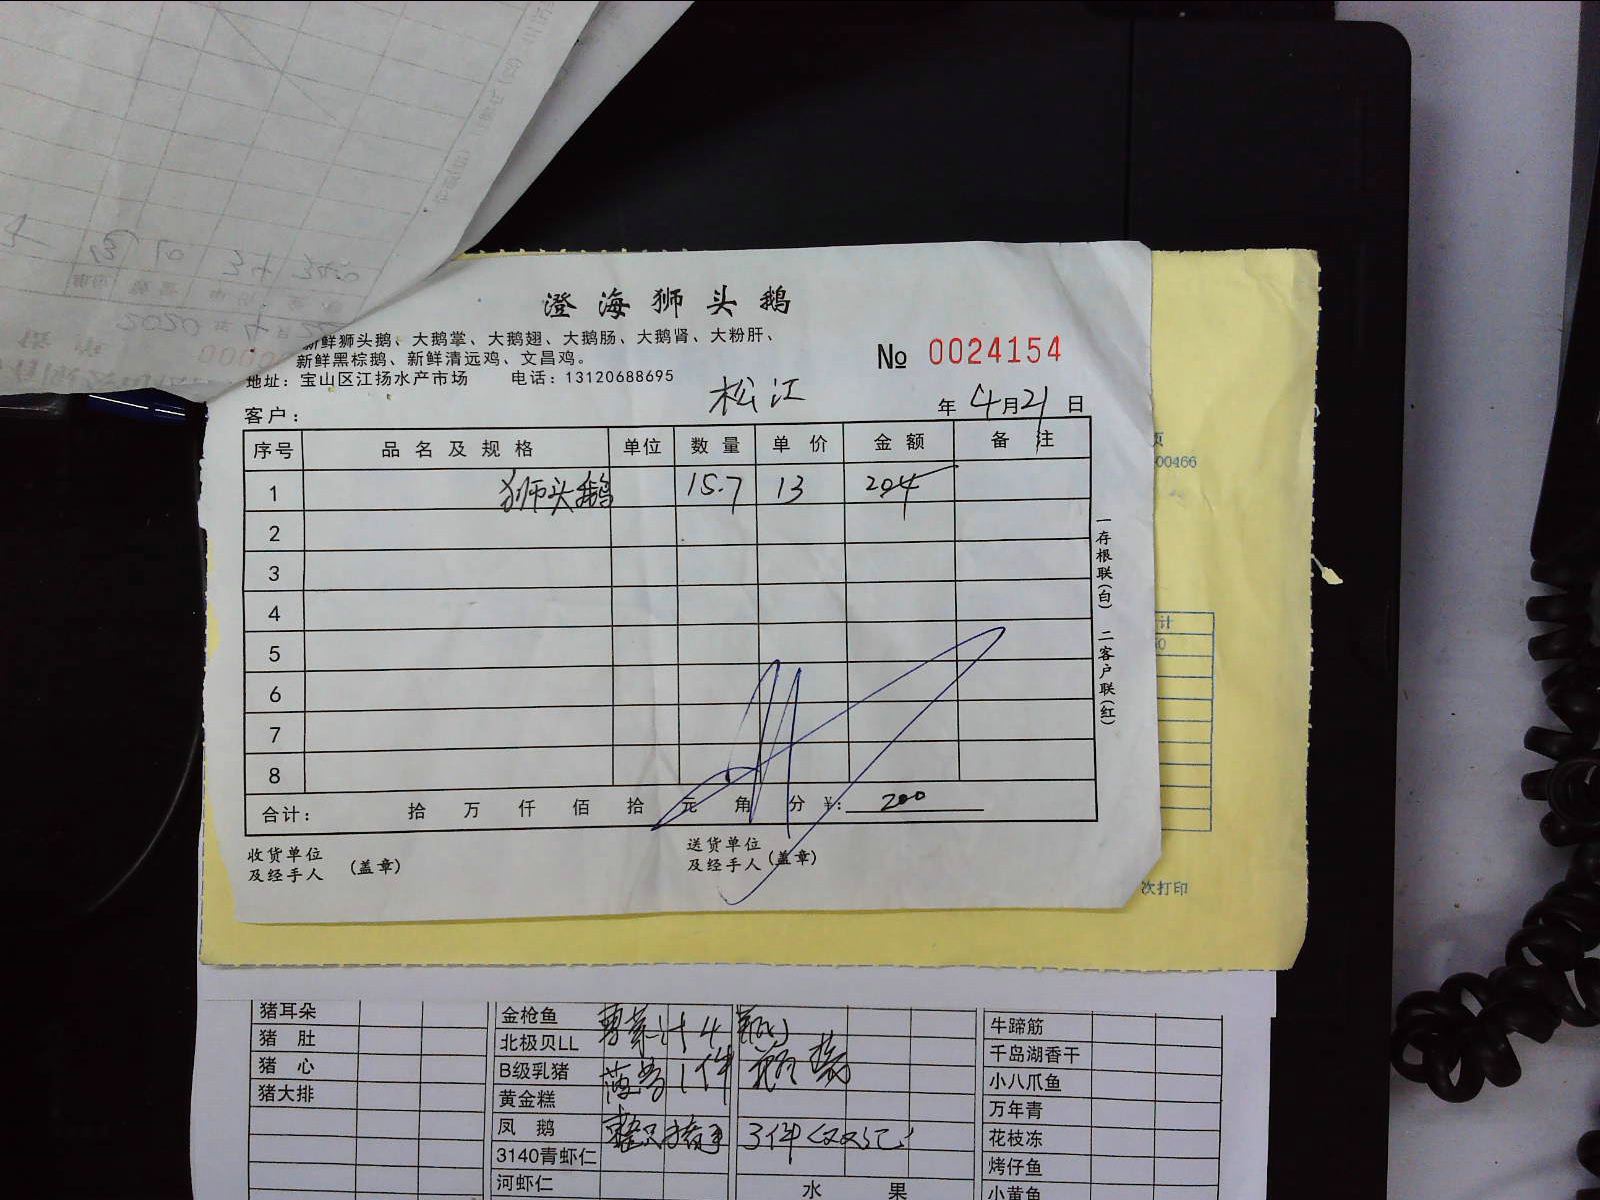 澄海狮头鹅
新鲜狮头鹅、大鹅掌、大鹅翅、大鹅肠、大鹅肾、大粉肝、
新鲜黑棕鹅、新鲜清远鸡、文昌鸡。
№ 0024154
地址：宝山区江扬水产市场 电话：13120688695
客户： 松江 年 4月21日
序号 品名及规格 单位 数量 单价 金额 备注
1 狮头鹅 15.7 13 204
2
3
4
5
6
7
8
合计： 拾 万 仟 佰 拾 元 角 分 ¥: 200
收货单位
及经手人 (盖章)
送货单位
及经手人 (盖章)
一存根联(白) 二客户联(红)
页
00466
计
次打印
猪耳朵
猪肚
猪心
猪大排
金枪鱼
北极贝LL
B级乳猪
黄金糕
凤鹅
3140青虾仁
河虾仁
水果
牛蹄筋
千岛湖香干
小八爪鱼
万年青
花枝冻
烤仔鱼
小黄鱼